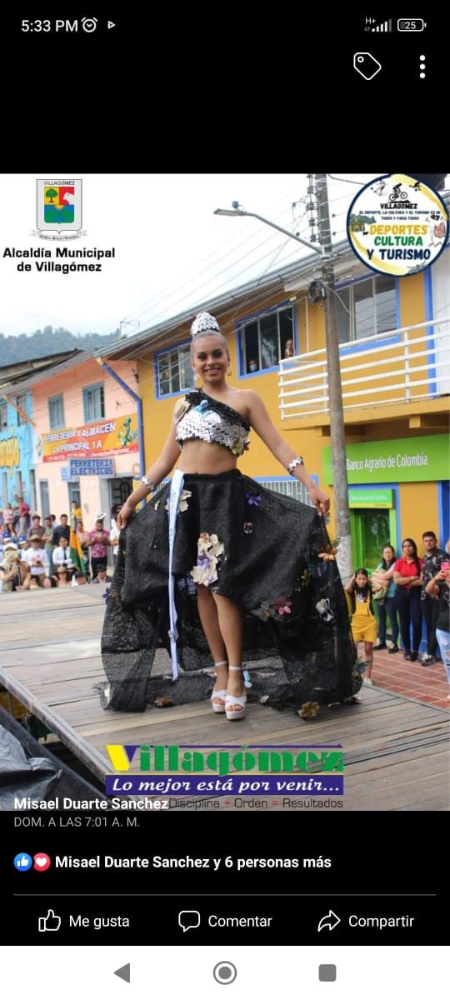 5:33 PM
H+
4P
25
VILLAGÓMEZ
Alcaldía Municipal
de Villagómez
VILLAGÓMEZ
EL DEPORTE, LA CULTURA Y EL TURISMO ES DE
TODOS Y PARA TODOS
DEPORTES
CULTURA
Y TURISMO
FERRETERIA Y ALMACEN
LA PRINCIPAL 1 A
FERRETERIA
ELECTRICOS
Banco Agrario de Colombia
Villagómez
Lo mejor está por venir...
Misael Duarte Sanchez Disciplina + Orden = Resultados
DOM. A LAS 7:01 A. M.
Misael Duarte Sanchez y 6 personas más
Me gusta
Comentar
Compartir